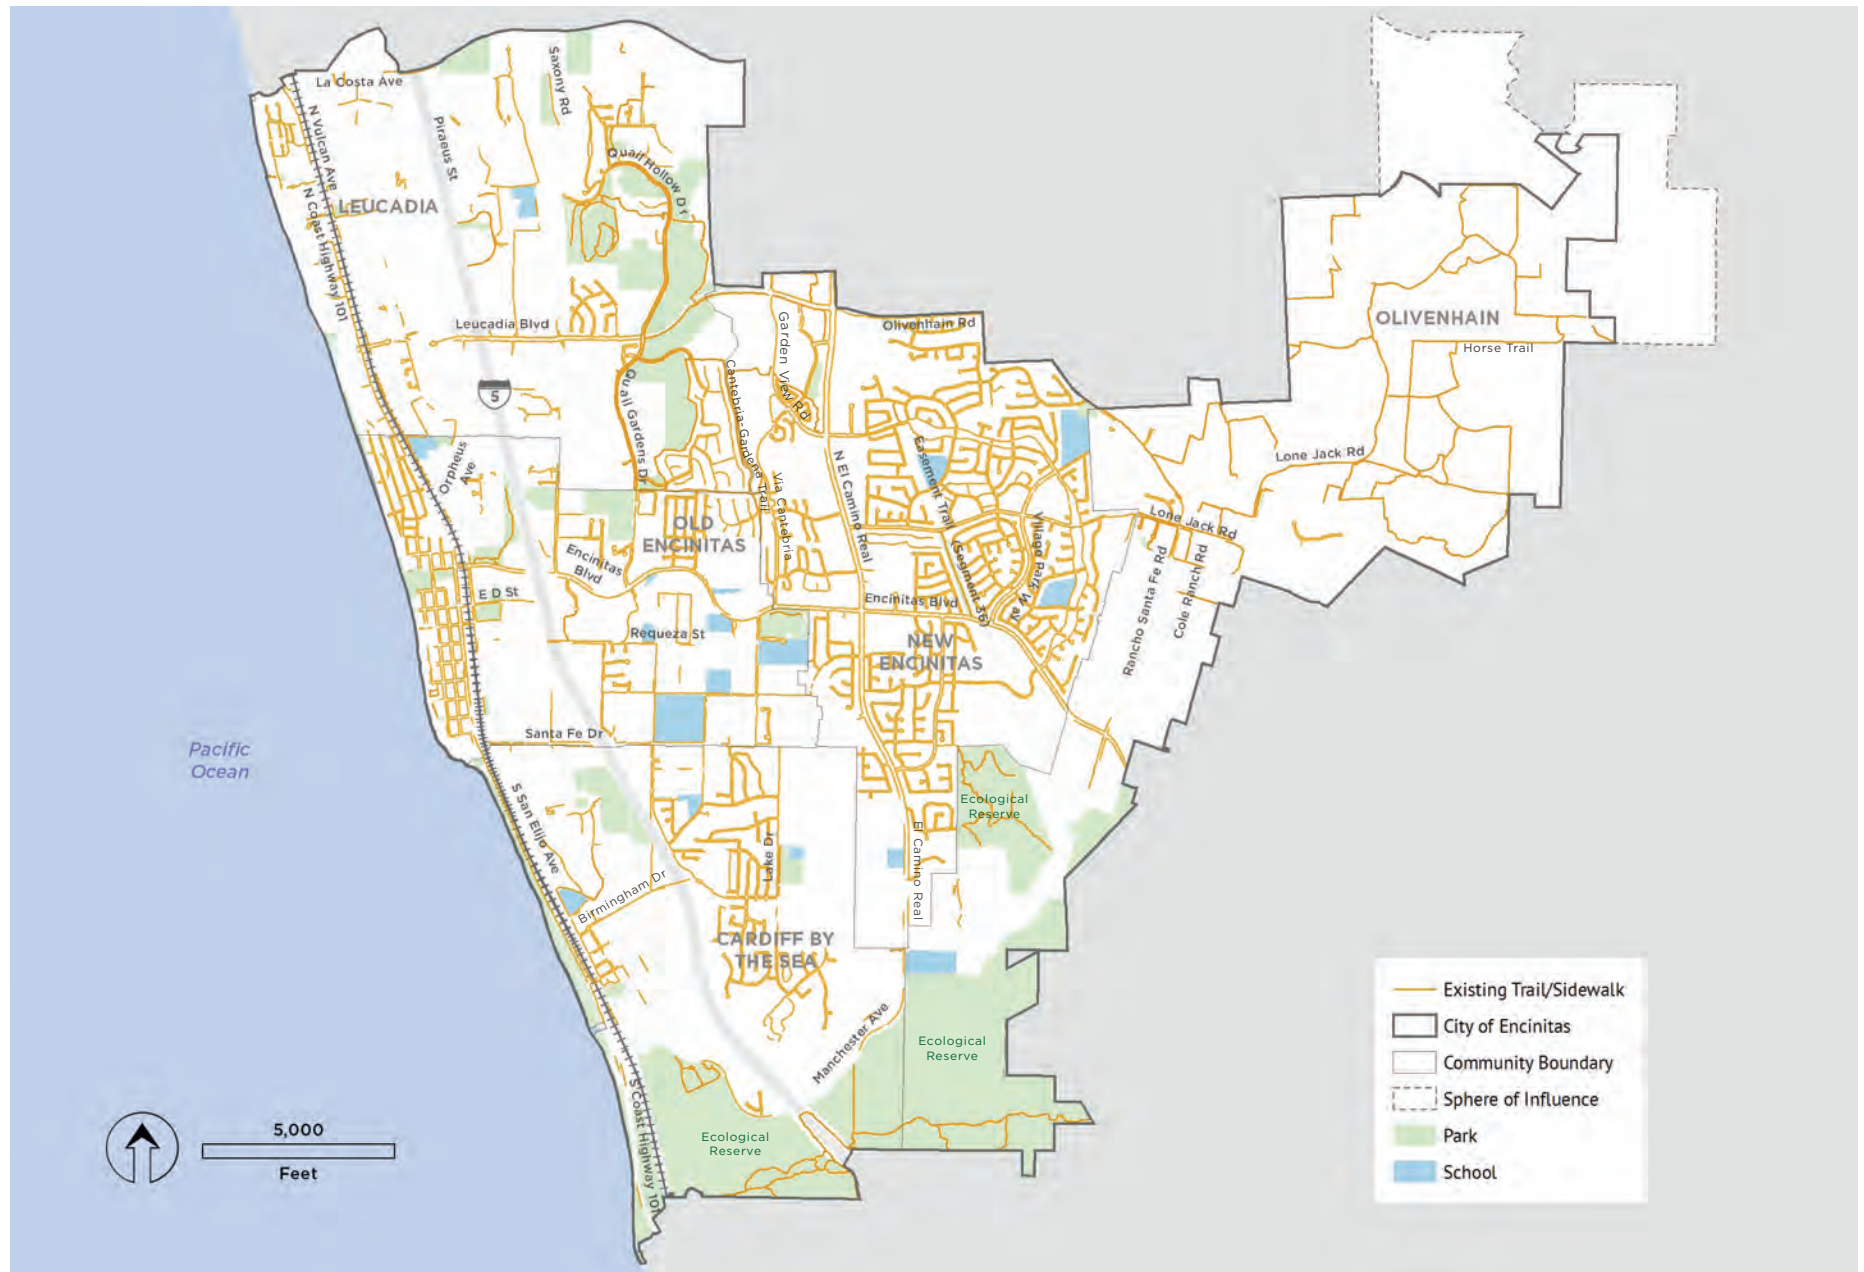 La Costa Ave
Saxony Rd
N Vulcan Ave
Piraeus St
Quail Hollow Dr
N Coast Highway 101
LEUCADIA
Leucadia Blvd
Garden View Rd
Olivenhain Rd
OLIVENHAIN
Horse Trail
5
Quail Gardens Dr
Cantebria-Gardena Trail
Orpheus
Ave
Via Cantebria
N El Camino Real
Easement Trail
(Segment 36)
Village Park Way
Lone Jack Rd
Lone Jack Rd
OLD
ENCINITAS
Encinitas
Blvd
E D St
Encinitas Blvd
Requeza St
NEW
ENCINITAS
Rancho Santa Fe Rd
Cole Ranch Rd
Santa Fe Dr
Pacific
Ocean
S San Elijo Ave
Ecological
Reserve
Lake Dr
El Camino Real
Birmingham Dr
CARDIFF BY
THE SEA
Manchester Ave
Ecological
Reserve
S Coast Highway 101
Ecological
Reserve
5,000
Feet
Existing Trail/Sidewalk
City of Encinitas
Community Boundary
Sphere of Influence
Park
School